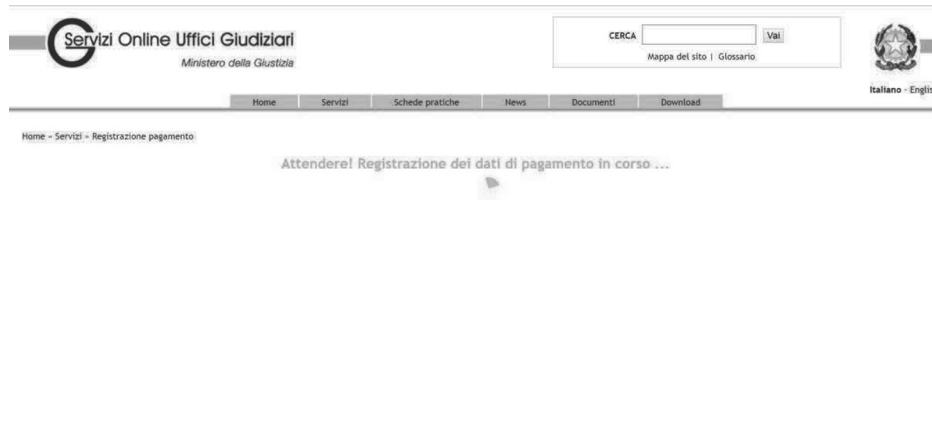 Servizi Online Uffici Giudiziari
Ministero della Giustizia
CERCA Vai
Mappa del sito | Glossario
Italiano - Englis
Home Servizi Schede pratiche News Documenti Download
Home » Servizi » Registrazione pagamento
Attendere! Registrazione dei dati di pagamento in corso ...